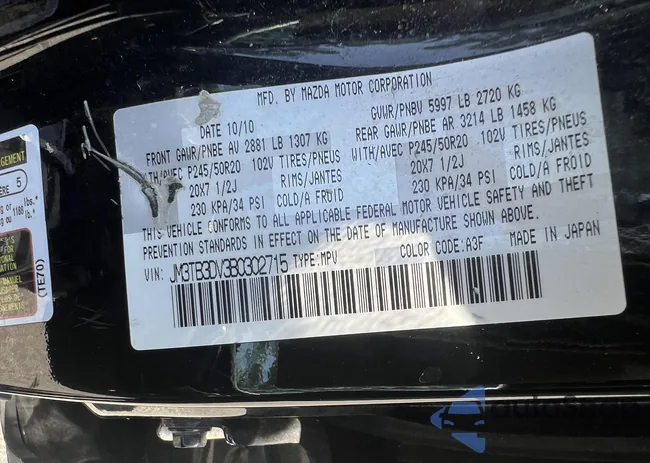 MFD. BY MAZDA MOTOR CORPORATION
DATE 10/10 GVWR/PNBV 5997 LB 2720 KG
FRONT GAWR/PNBE AV 2881 LB 1307 KG REAR GAWR/PNBE AR 3214 LB 1458 KG
WITH/AVEC P245/50R20 102V TIRES/PNEUS WITH/AVEC P245/50R20 102V TIRES/PNEUS
20X7 1/2J RIMS/JANTES 20X7 1/2J RIMS/JANTES
230 KPA/34 PSI COLD/A FROID 230 KPA/34 PSI COLD/A FROID
THIS VEHICLE CONFORMS TO ALL APPLICABLE FEDERAL MOTOR VEHICLE SAFETY AND THEFT
PREVENTION STANDARDS IN EFFECT ON THE DATE OF MANUFACTURE SHOWN ABOVE.
VIN: JM3TB3DV3B0302715 TYPE:MPV COLOR:A3F MADE IN JAPAN
5
(TE70)